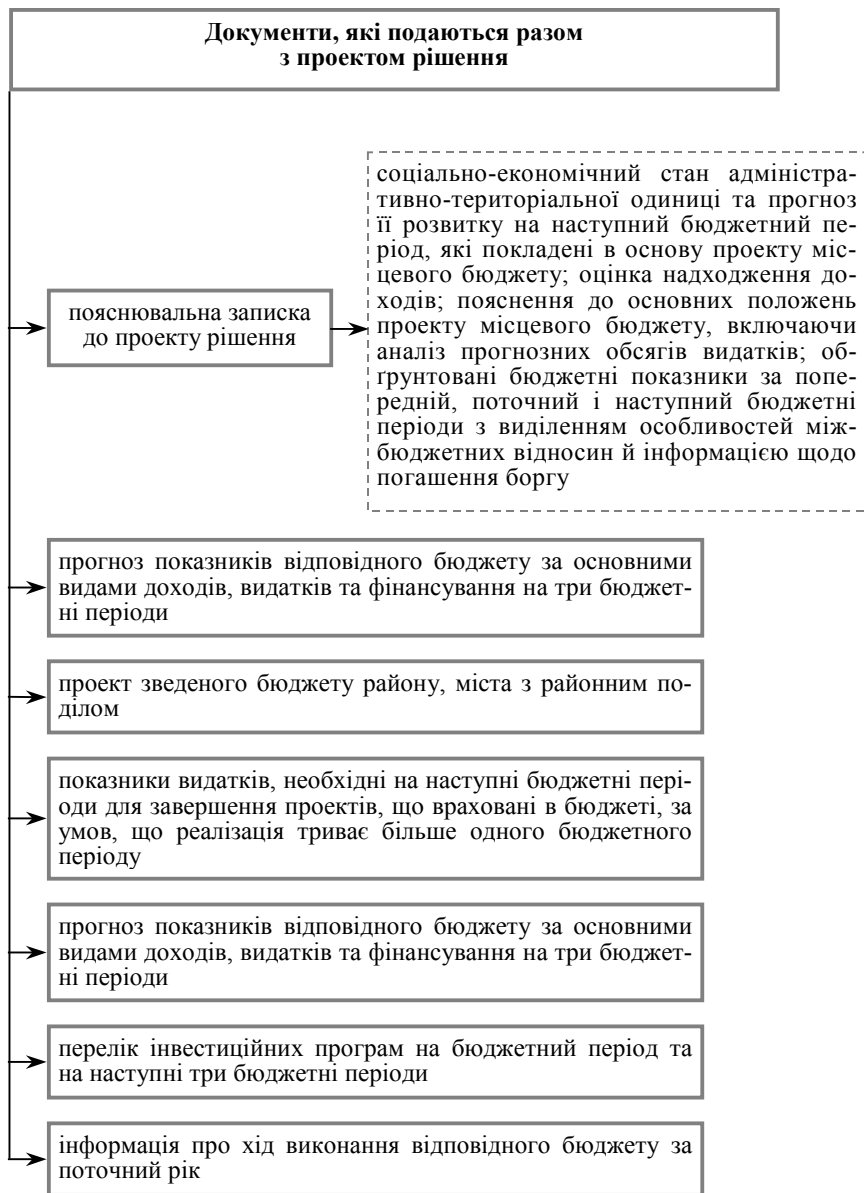 Документи, які подаються разом
з проектом рішення
соціально-економічний стан адміністра-
тивно-територіальної одиниці та прогноз
її розвитку на наступний бюджетний пе-
ріод, які покладені в основу проекту міс-
цевого бюджету; оцінка надходження до-
ходів; пояснення до основних положень
проекту місцевого бюджету, включаючи
аналіз прогнозних обсягів видатків; об-
ґрунтовані бюджетні показники за попе-
редній, поточний і наступний бюджетні
періоди з виділенням особливостей між-
бюджетних відносин й інформацією щодо
погашення боргу
пояснювальна записка
до проекту рішення
прогноз показників відповідного бюджету за основними
видами доходів, видатків та фінансування на три бюджет-
ні періоди
проект зведеного бюджету району, міста з районним по-
ділом
показники видатків, необхідні на наступні бюджетні пері-
оди для завершення проектів, що враховані в бюджеті, за
умов, що реалізація триває більше одного бюджетного
періоду
прогноз показників відповідного бюджету за основними
видами доходів, видатків та фінансування на три бюджет-
ні періоди
перелік інвестиційних програм на бюджетний період та
на наступні три бюджетні періоди
інформація про хід виконання відповідного бюджету за
поточний рік